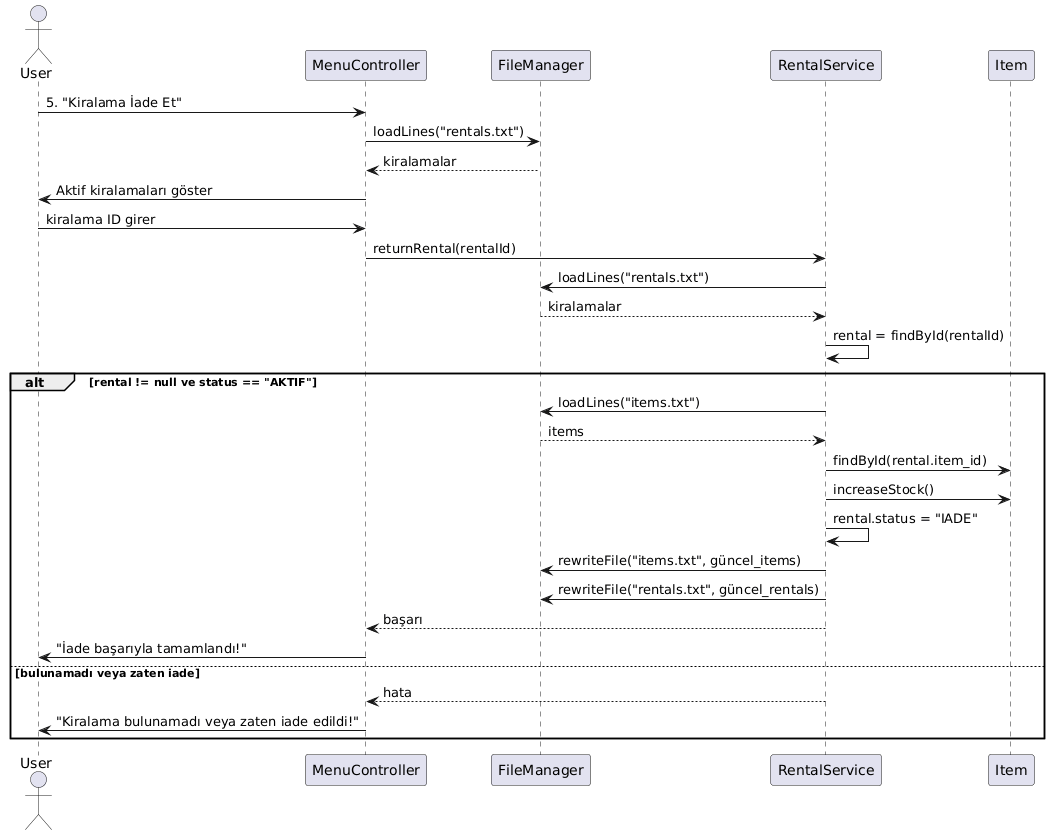 User
MenuController
FileManager
RentalService
Item
5. "Kiralama İade Et"
loadLines("rentals.txt")
kiralamalar
Aktif kiralamaları göster
kiralama ID girer
returnRental(rentalId)
loadLines("rentals.txt")
kiralamalar
rental = findById(rentalId)
alt
[rental != null ve status == "AKTIF"]
loadLines("items.txt")
items
findById(rental.item_id)
increaseStock()
rental.status = "IADE"
rewriteFile("items.txt", güncel_items)
rewriteFile("rentals.txt", güncel_rentals)
başarı
"İade başarıyla tamamlandı!"
[bulunamadı veya zaten iade]
hata
"Kiralama bulunamadı veya zaten iade edildi!"
User
MenuController
FileManager
RentalService
Item